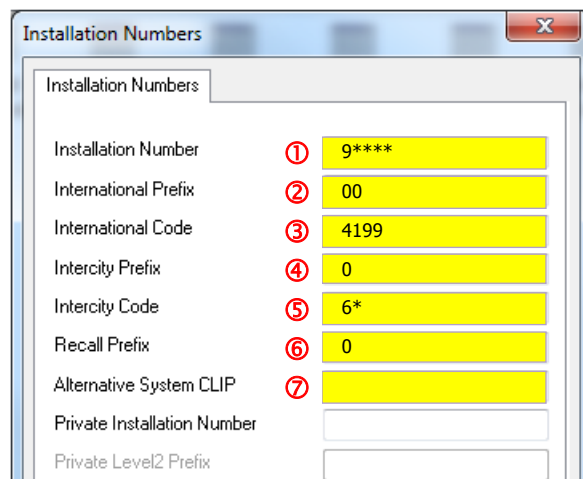 Installation Numbers
Installation Numbers
Installation Number ① 9****
International Prefix ② 00
International Code ③ 4199
Intercity Prefix ④ 0
Intercity Code ⑤ 6*
Recall Prefix ⑥ 0
Alternative System CLIP ⑦
Private Installation Number
Private Level2 Prefix